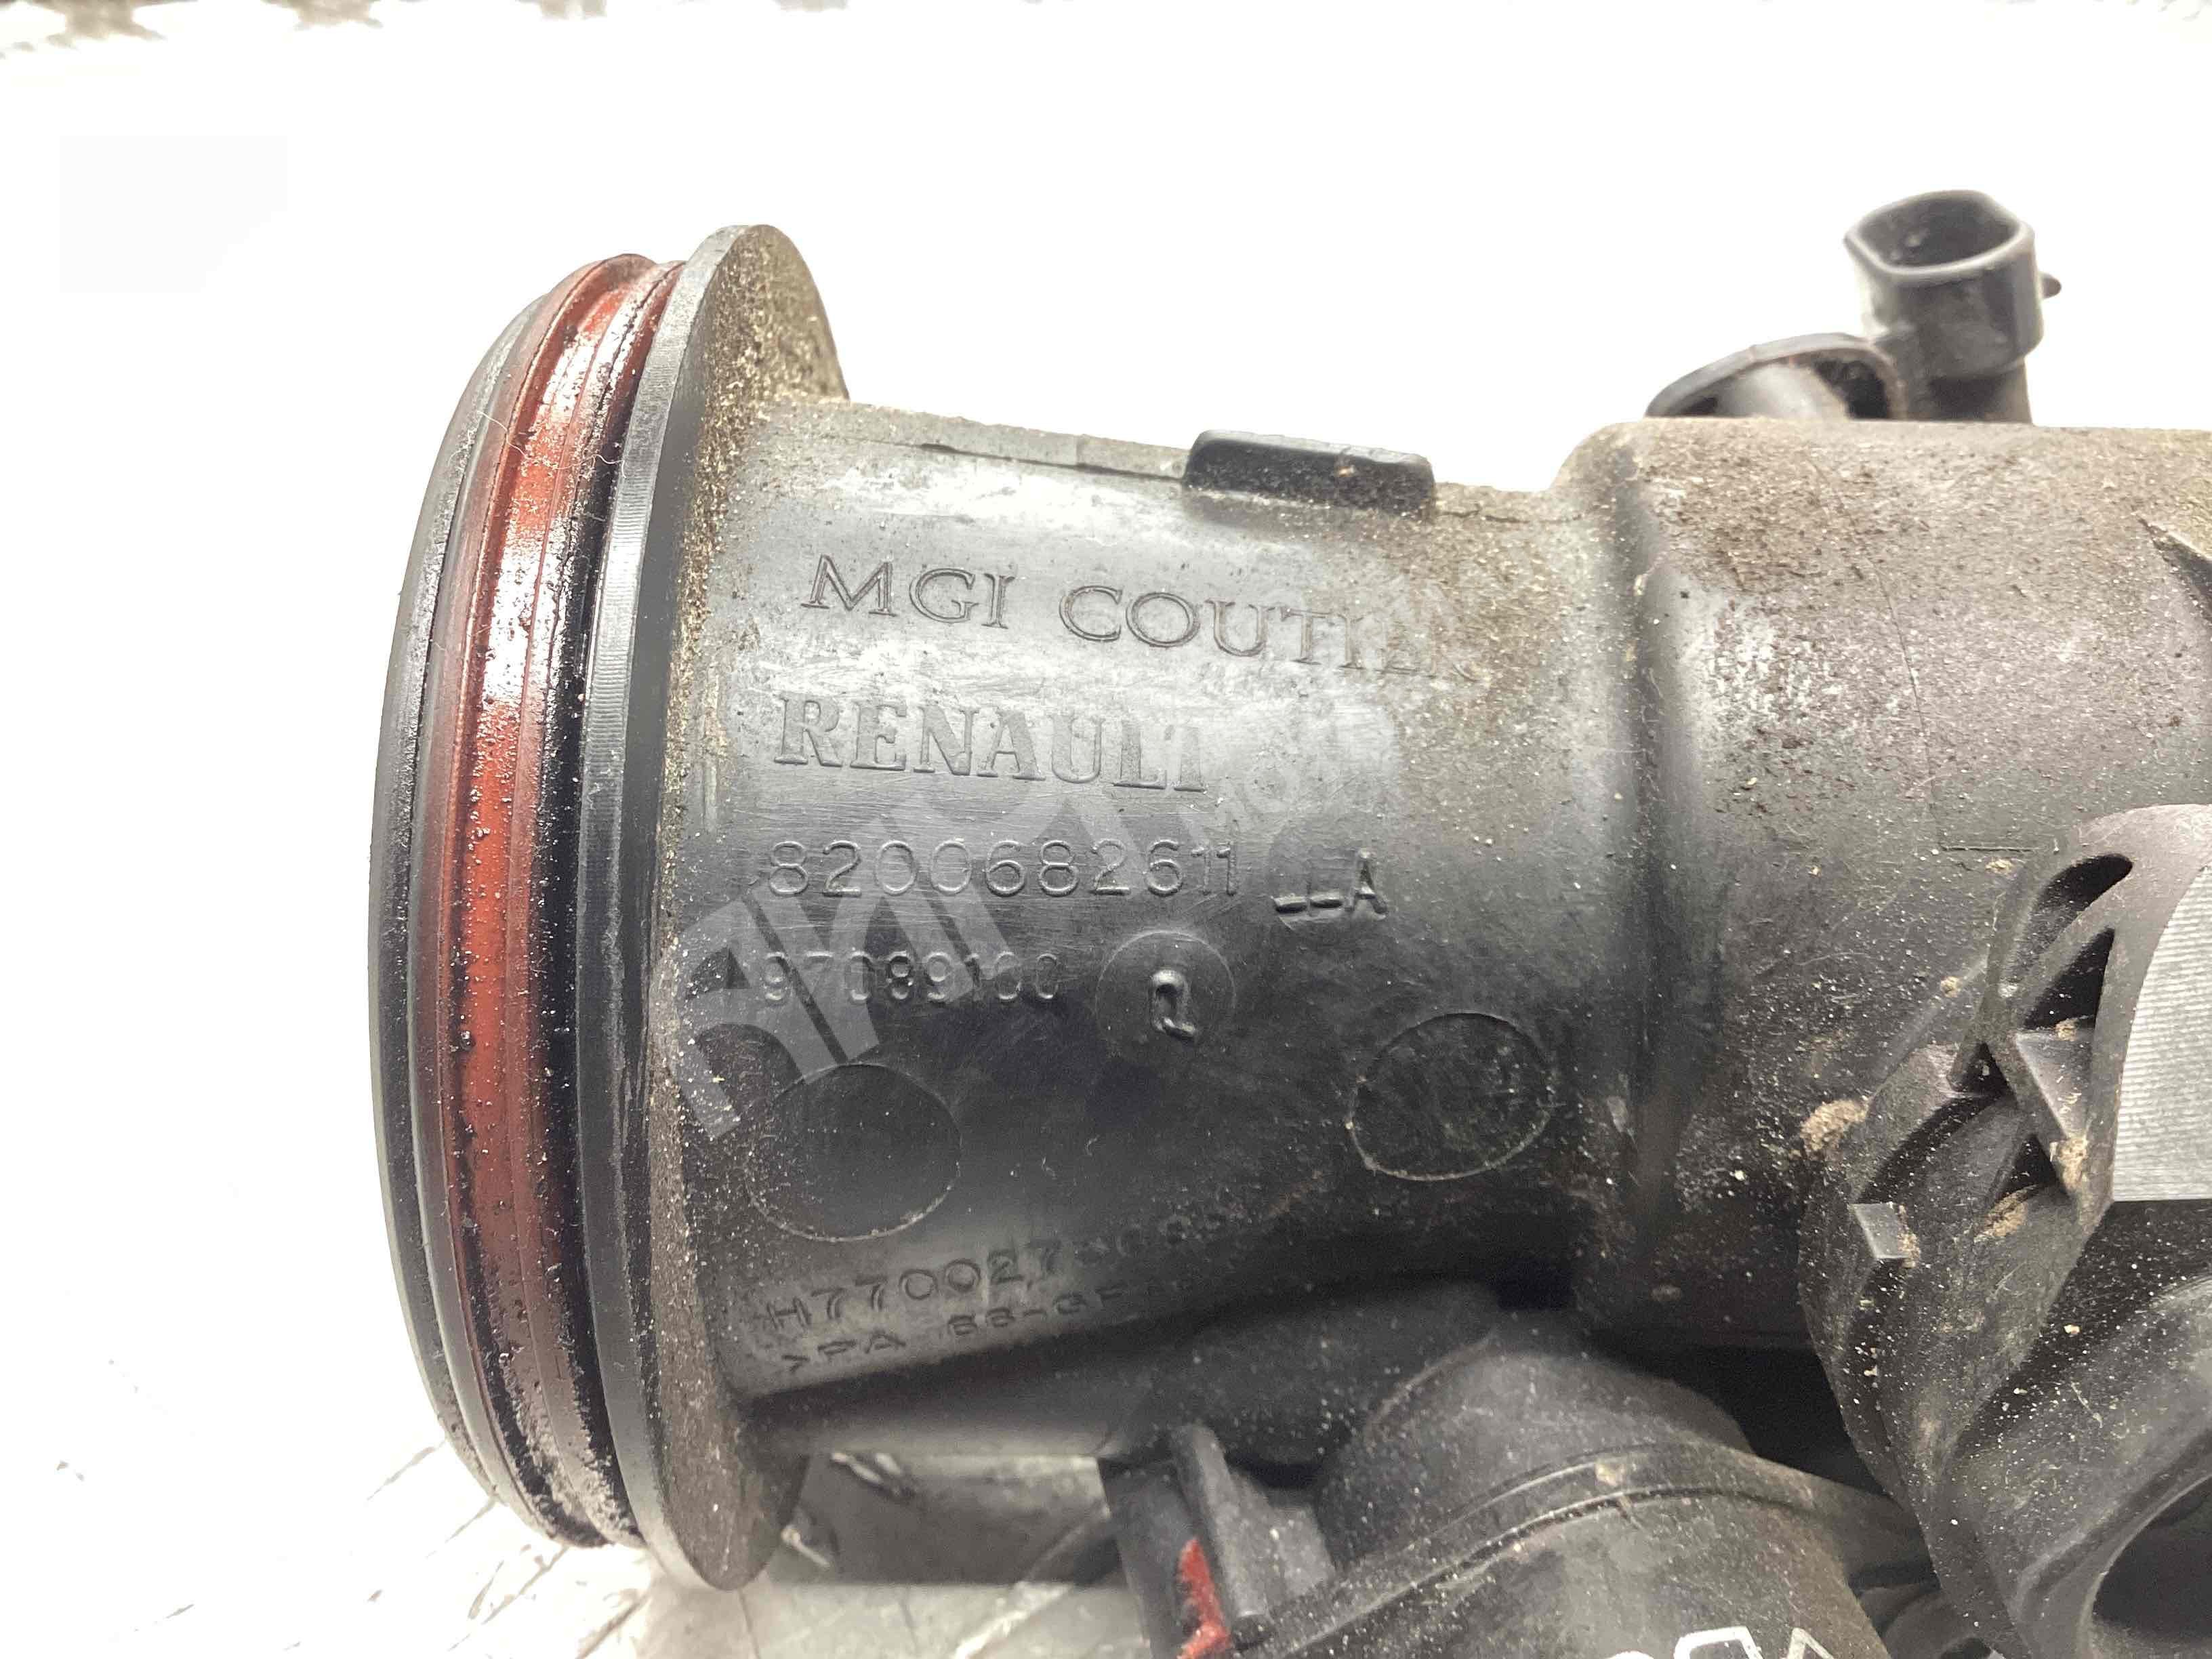 MGI COUTIER
RENAULT
8200682611 --A
97089100